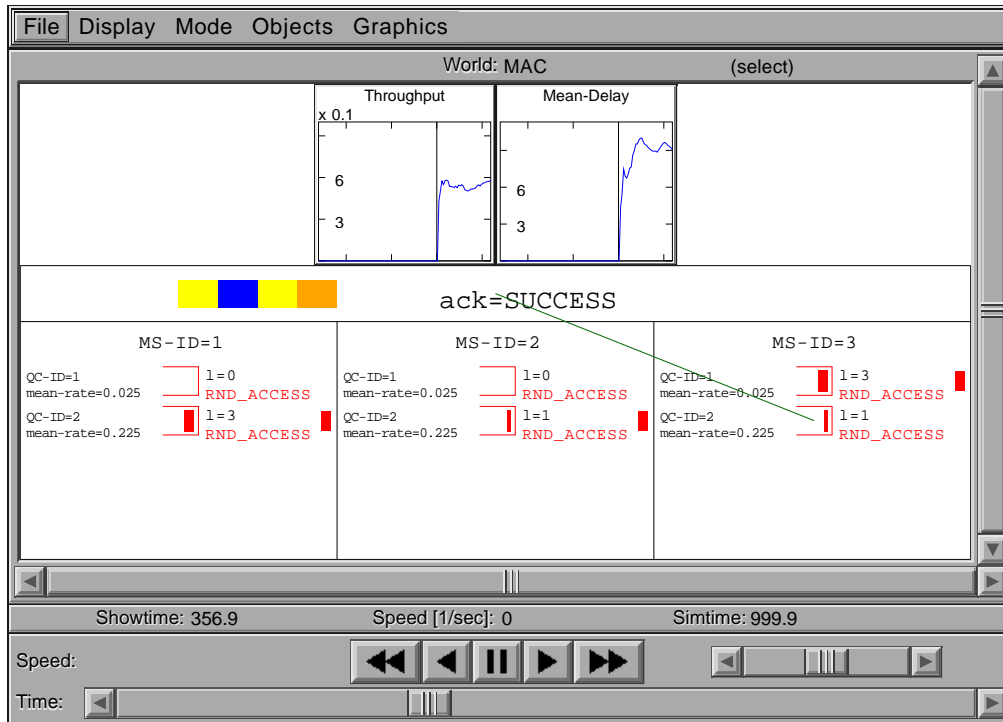 File Display Mode Objects Graphics
World: MAC (select)
Throughput Mean-Delay
x 0.1
6 6
3 3
ack=SUCCESS
MS-ID=1 MS-ID=2 MS-ID=3
QC-ID=1 l=0 QC-ID=1 l=0 QC-ID=1 l=3
mean-rate=0.025 RND_ACCESS mean-rate=0.025 RND_ACCESS mean-rate=0.025 RND_ACCESS
QC-ID=2 l=3 QC-ID=2 l=1 QC-ID=2 l=1
mean-rate=0.225 RND_ACCESS mean-rate=0.225 RND_ACCESS mean-rate=0.225 RND_ACCESS
Showtime: 356.9 Speed [1/sec]: 0 Simtime: 999.9
Speed:
Time: